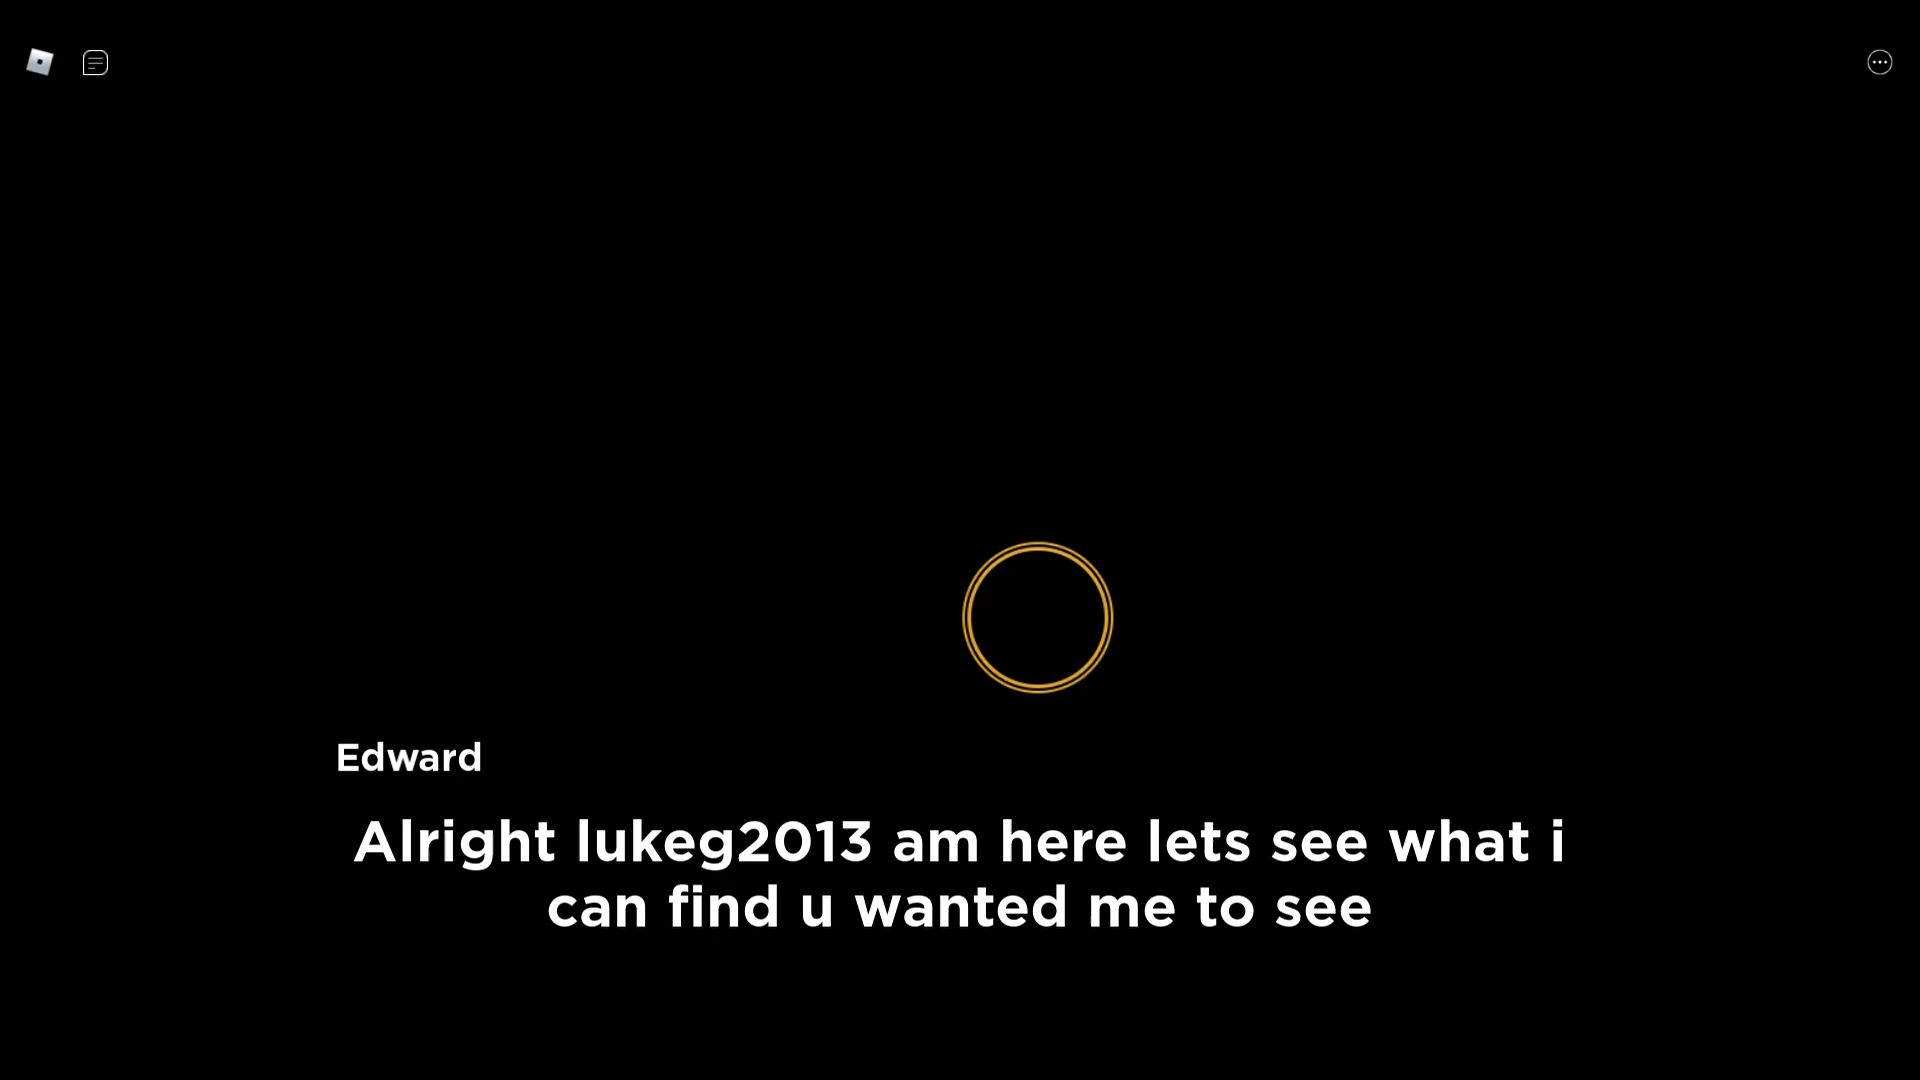 Edward
Alright lukeg2013 am here lets see what i
can find u wanted me to see